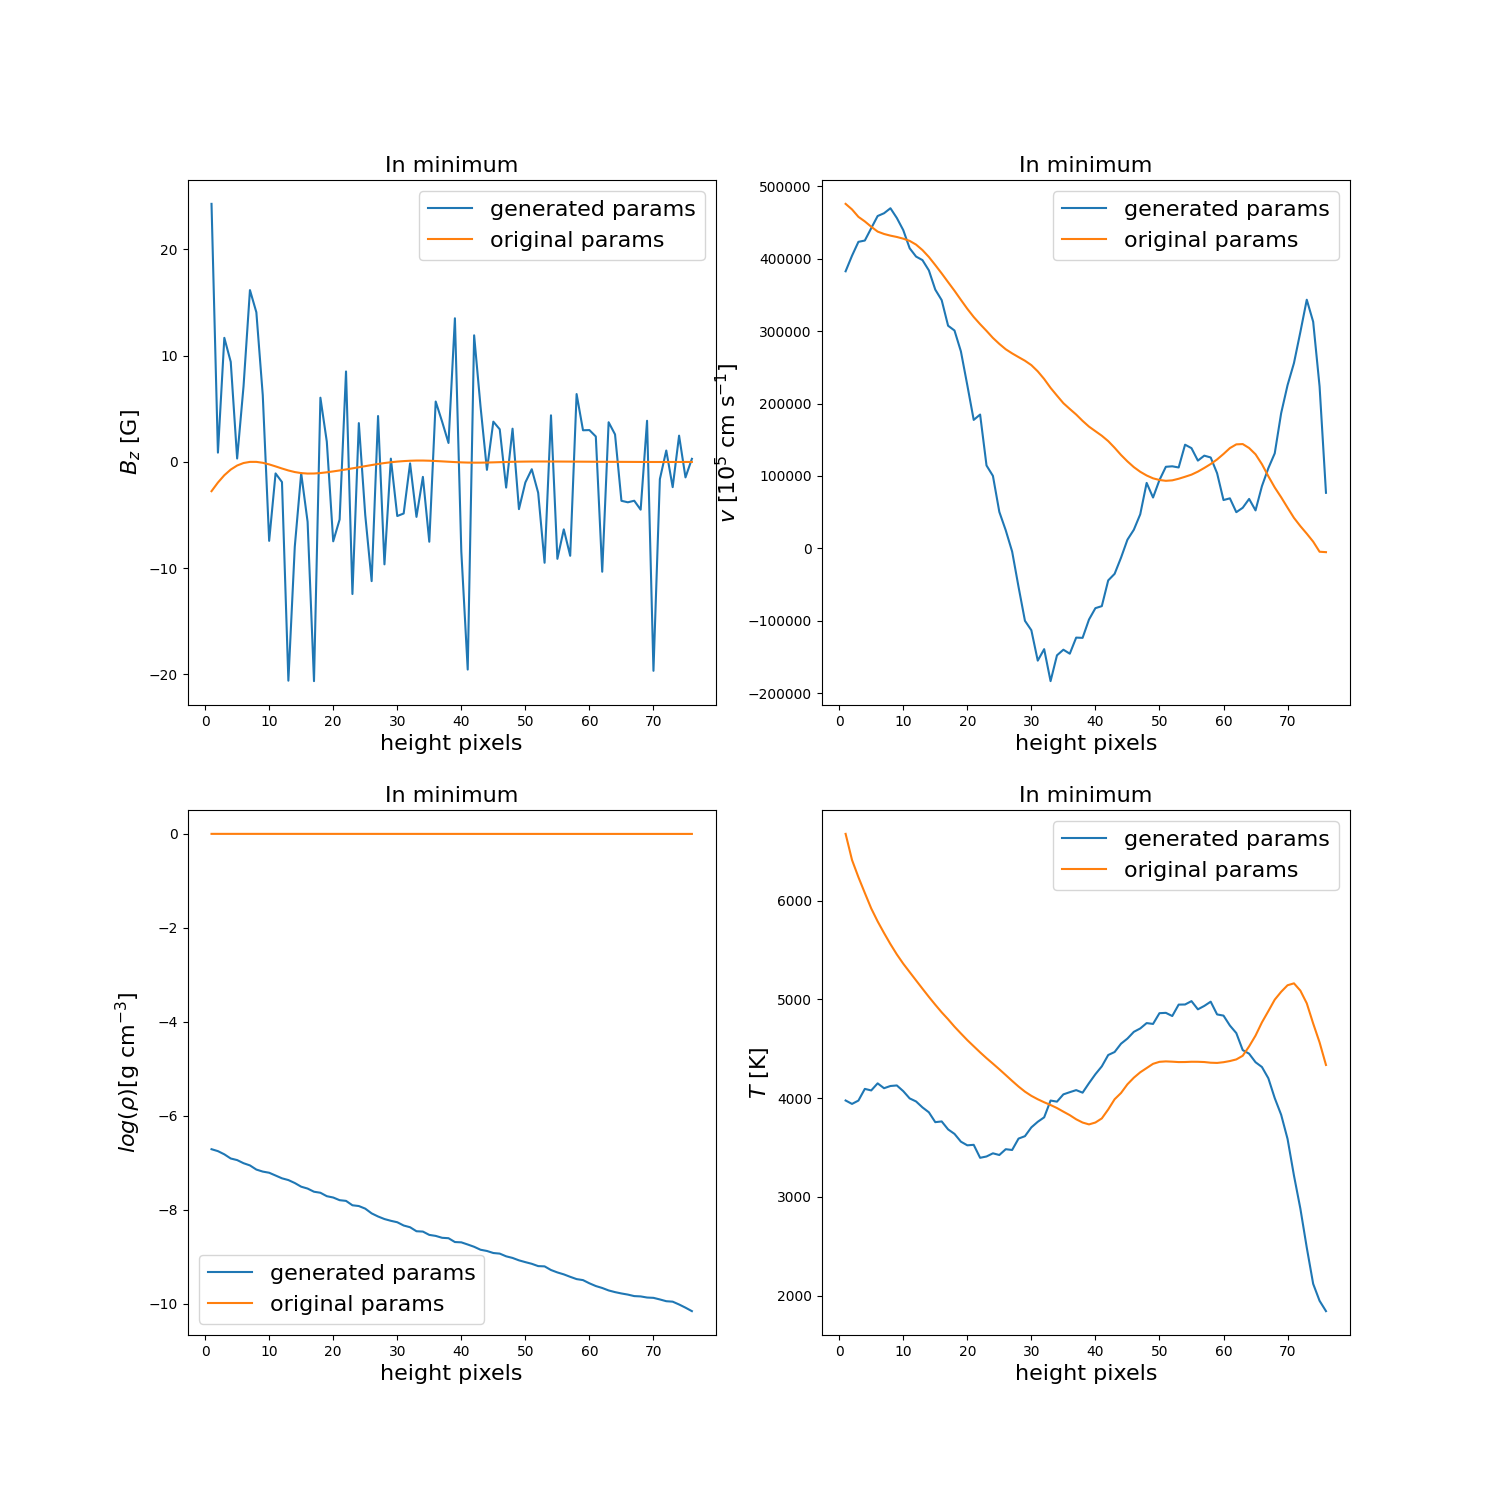 In minimum
generated params
original params
20
10
0
−10
−20
B_z [G]
0 10 20 30 40 50 60 70
height pixels
In minimum
generated params
original params
500000
400000
300000
200000
100000
0
−100000
−200000
v [10^5 cm s^−1]
0 10 20 30 40 50 60 70
height pixels
In minimum
0
−2
−4
−6
−8
−10
log(ρ)[g cm^−3]
generated params
original params
0 10 20 30 40 50 60 70
height pixels
In minimum
generated params
original params
6000
5000
4000
3000
2000
T [K]
0 10 20 30 40 50 60 70
height pixels